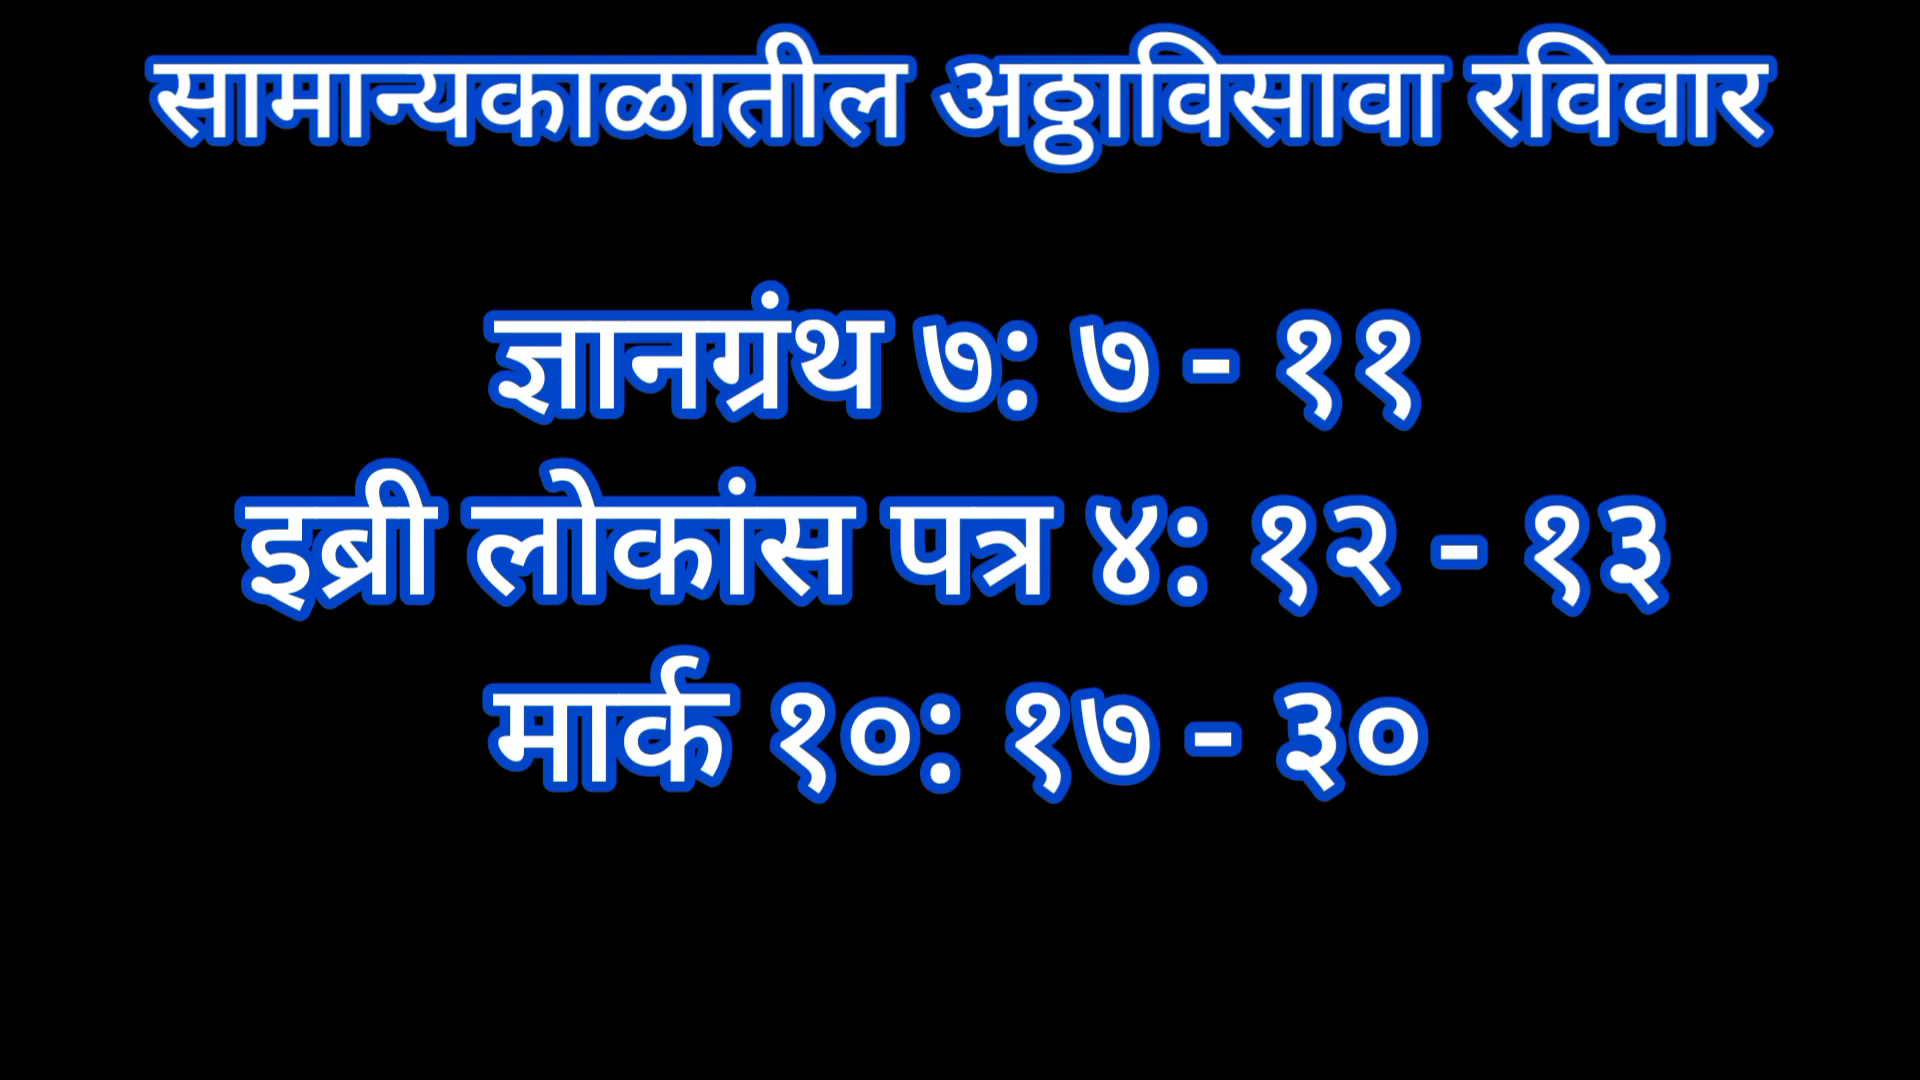 सामान्यकाळातील अठ्ठाविसावा रविवार
ज्ञानग्रंथ ७: ७ - ११
इब्री लोकांस पत्र ४: १२ - १३
मार्क १०: १७ - ३०